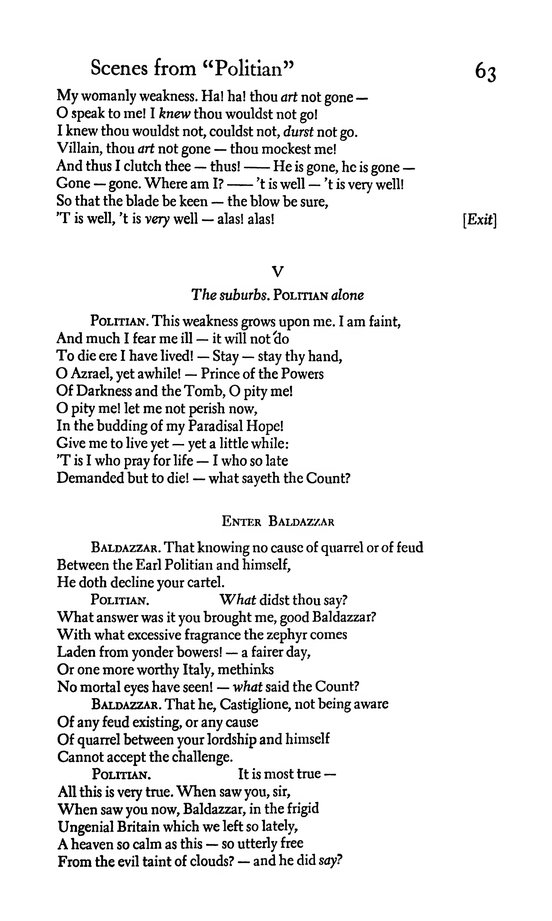 Scenes from “Politian” 63
My womanly weakness. Ha! ha! thou art not gone —
O speak to me! I knew thou wouldst not go!
I knew thou wouldst not, couldst not, durst not go.
Villain, thou art not gone — thou mockest me!
And thus I clutch thee — thus! —— He is gone, he is gone —
Gone — gone. Where am I? —— ’t is well — ’t is very well!
So that the blade be keen — the blow be sure,
’T is well, ’t is very well — alas! alas! [Exit]
V
The suburbs. POLITIAN alone
POLITIAN. This weakness grows upon me. I am faint,
And much I fear me ill — it will not do
To die ere I have lived! — Stay — stay thy hand,
O Azrael, yet awhile! — Prince of the Powers
Of Darkness and the Tomb, O pity me!
O pity me! let me not perish now,
In the budding of my Paradisal Hope!
Give me to live yet — yet a little while:
’T is I who pray for life — I who so late
Demanded but to die! — what sayeth the Count?
ENTER BALDAZZAR
BALDAZZAR. That knowing no cause of quarrel or of feud
Between the Earl Politian and himself,
He doth decline your cartel.
POLITIAN. What didst thou say?
What answer was it you brought me, good Baldazzar?
With what excessive fragrance the zephyr comes
Laden from yonder bowers! — a fairer day,
Or one more worthy Italy, methinks
No mortal eyes have seen! — what said the Count?
BALDAZZAR. That he, Castiglione, not being aware
Of any feud existing, or any cause
Of quarrel between your lordship and himself
Cannot accept the challenge.
POLITIAN. It is most true —
All this is very true. When saw you, sir,
When saw you now, Baldazzar, in the frigid
Ungenial Britain which we left so lately,
A heaven so calm as this — so utterly free
From the evil taint of clouds? — and he did say?